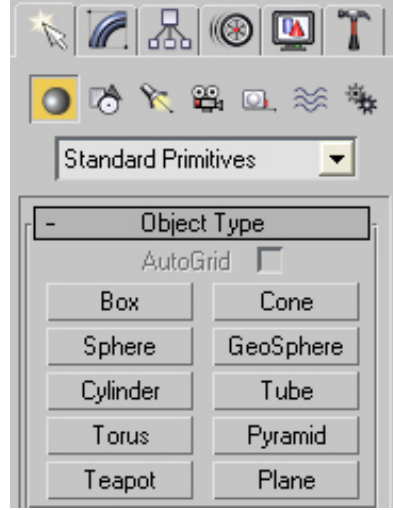 Standard Primitives
- Object Type
AutoGrid
Box Cone
Sphere GeoSphere
Cylinder Tube
Torus Pyramid
Teapot Plane